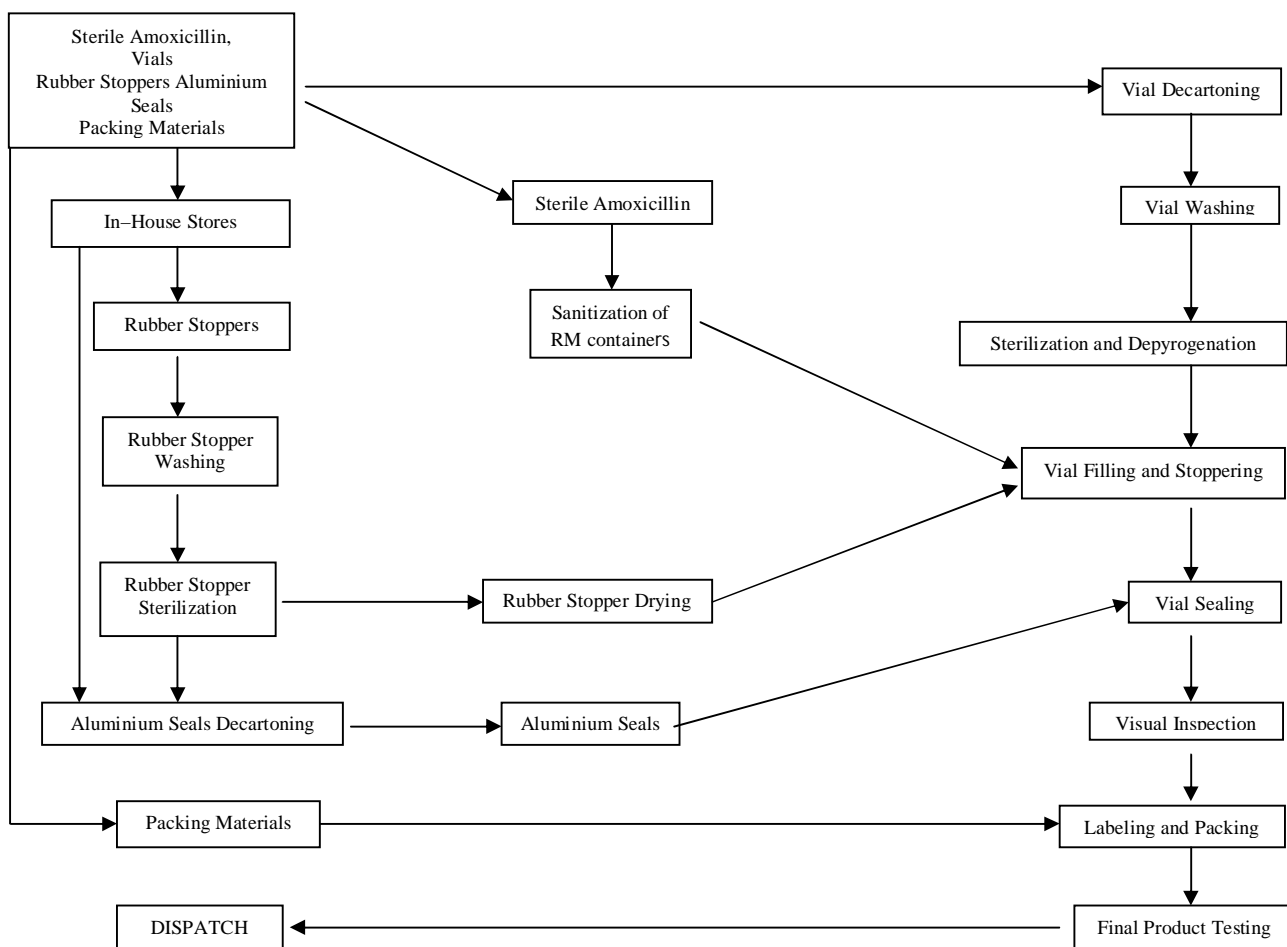 Sterile Amoxicillin,
Vials
Rubber Stoppers Aluminium
Seals
Packing Materials
Vial Decartoning
In–House Stores
Sterile Amoxicillin
Vial Washing
Rubber Stoppers
Sanitization of
RM containers
Sterilization and Depyrogenation
Rubber Stopper
Washing
Vial Filling and Stoppering
Rubber Stopper
Sterilization
Rubber Stopper Drying
Vial Sealing
Aluminium Seals Decartoning
Aluminium Seals
Visual Inspection
Packing Materials
Labeling and Packing
DISPATCH
Final Product Testing